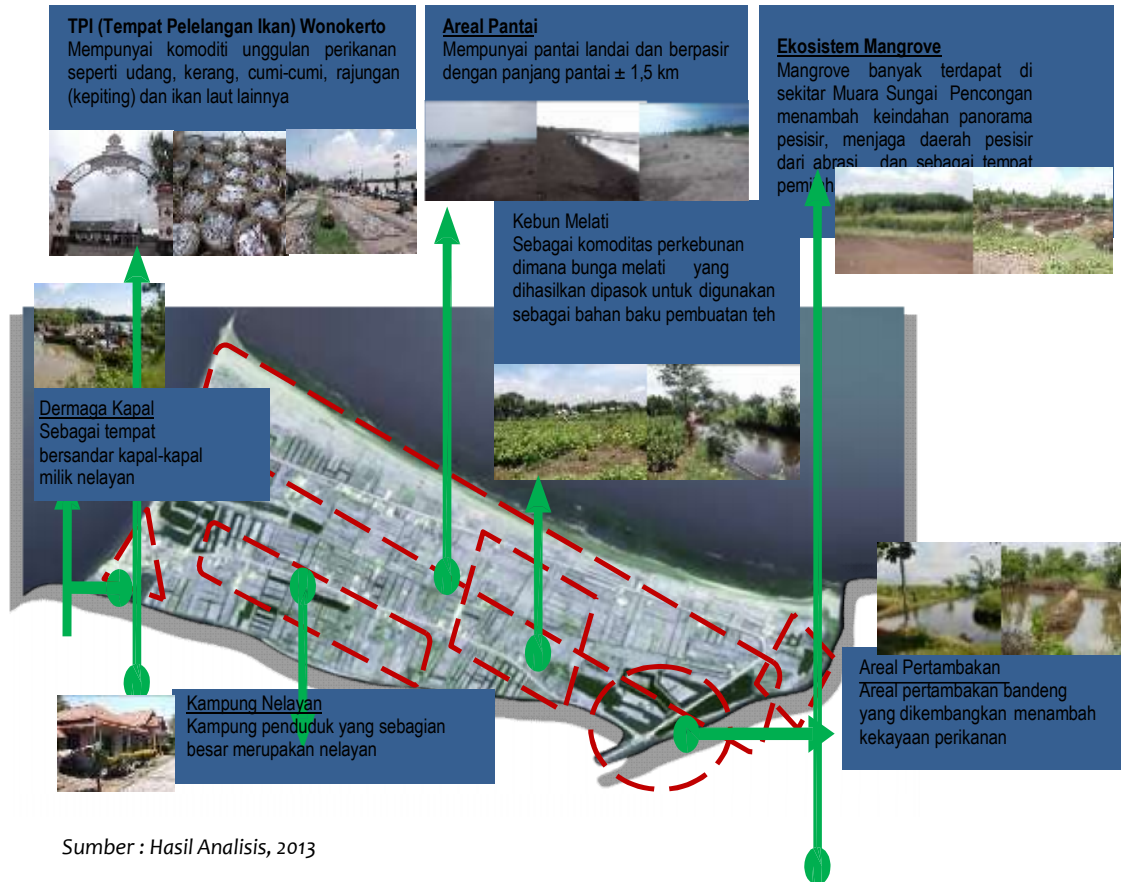 TPI (Tempat Pelelangan Ikan) Wonokerto
Mempunyai komoditi unggulan perikanan
seperti udang, kerang, cumi-cumi, rajungan
(kepiting) dan ikan laut lainnya
Areal Pantai
Mempunyai pantai landai dan berpasir
dengan panjang pantai ± 1,5 km
Ekosistem Mangrove
Mangrove banyak terdapat di
sekitar Muara Sungai Pencongan
menambah keindahan panorama
pesisir, menjaga daerah pesisir
dari abrasi dan sebagai tempat
Kebun Melati
Sebagai komoditas perkebunan
dimana bunga melati yang
dihasilkan dipasok untuk digunakan
sebagai bahan baku pembuatan teh
Dermaga Kapal
Sebagai tempat
bersandar kapal-kapal
milik nelayan
Kampung Nelayan
Kampung penduduk yang sebagian
besar merupakan nelayan
Areal Pertambakan
Areal pertambakan bandeng
yang dikembangkan menambah
kekayaan perikanan
Sumber : Hasil Analisis, 2013